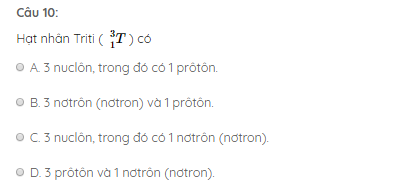 Câu 10:
Hạt nhân Triti ( ³₁T ) có
A. 3 nuclôn, trong đó có 1 prôtôn.
B. 3 nơtrôn (nơtron) và 1 prôtôn.
C. 3 nuclôn, trong đó có 1 nơtrôn (nơtron).
D. 3 prôtôn và 1 nơtrôn (nơtron).